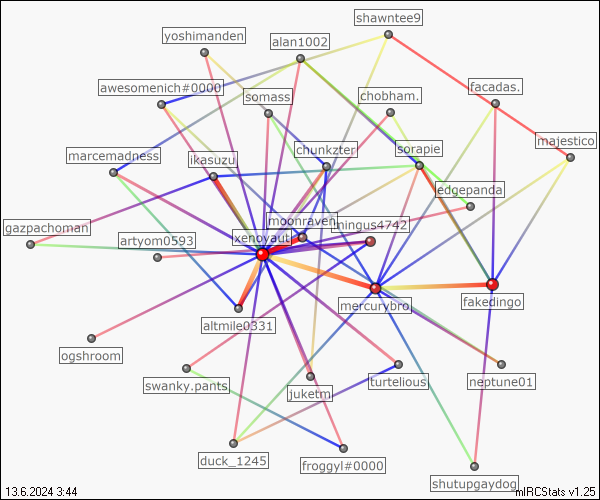 shawntee9
yoshimanden
alan1002
awesomenich#0000
somass
chobham.
facadas.
majestico
marcemadness
ikasuzu
chunkzter
sorapie
edgepanda
gazpachoman
artyom0593
xenoyaut
moonraven
mingus4742
altmile0331
mercurybro
fakedingo
ogshroom
swanky.pants
juketm
turtelious
neptune01
duck_1245
froggyl#0000
shutupgaydog
13.6.2024 3:44
mIRCStats v1.25